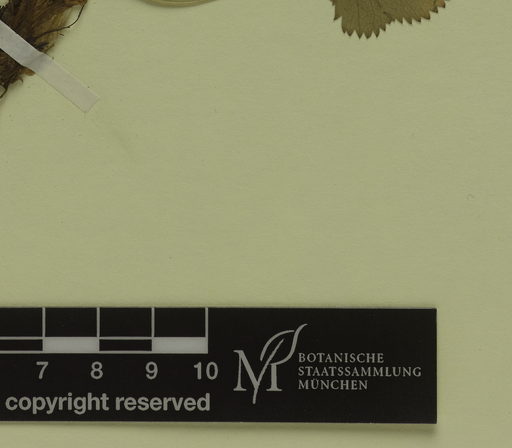 7 8 9 10
copyright reserved
M
BOTANISCHE
STAATSSAMMLUNG
MÜNCHEN